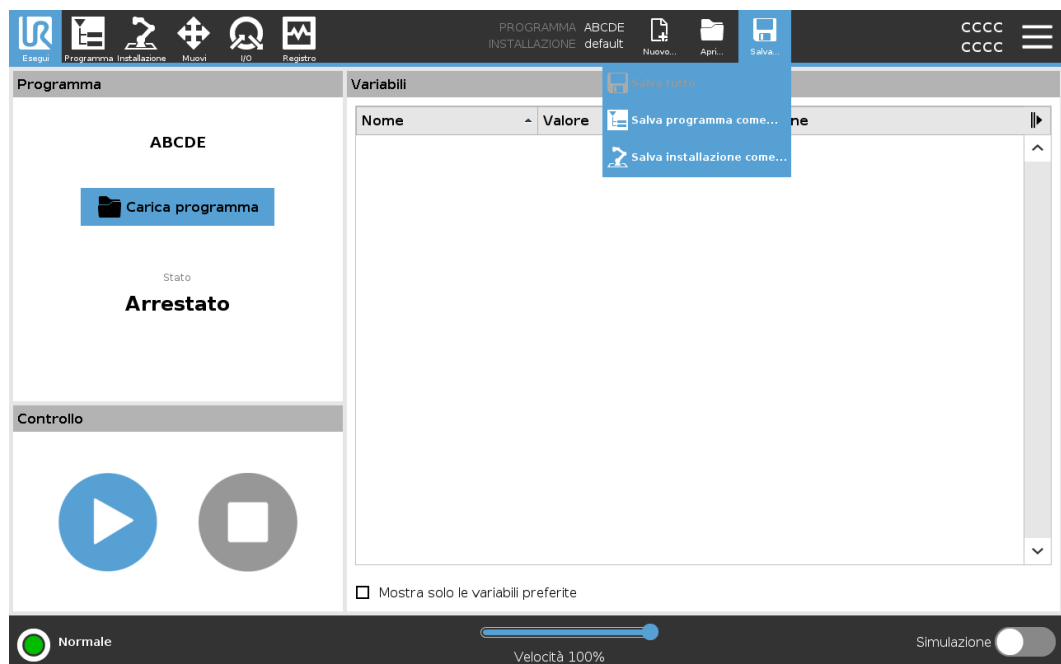 PROGRAMMA ABCDE
INSTALLAZIONE default
CCCC
CCCC
Esegui Programma Installazione Muovi I/O Registro
Nuovo... Apri... Salva...
Programma
Variabili
Salva tutto
Salva programma come...
Salva installazione come...
Nome Valore ne
ABCDE
Carica programma
Stato
Arrestato
Controllo
Mostra solo le variabili preferite
Normale
Velocità 100%
Simulazione